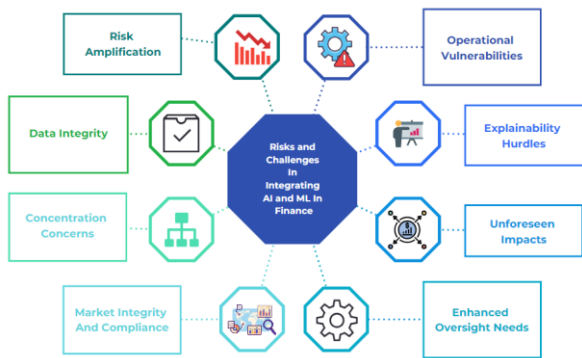 Risk
Amplification
Operational
Vulnerabilities
Data Integrity
Risks and
Challenges
In
Integrating
AI and ML In
Finance
Explainability
Hurdles
Concentration
Concerns
Unforeseen
Impacts
Market Integrity
And Compliance
Enhanced
Oversight Needs